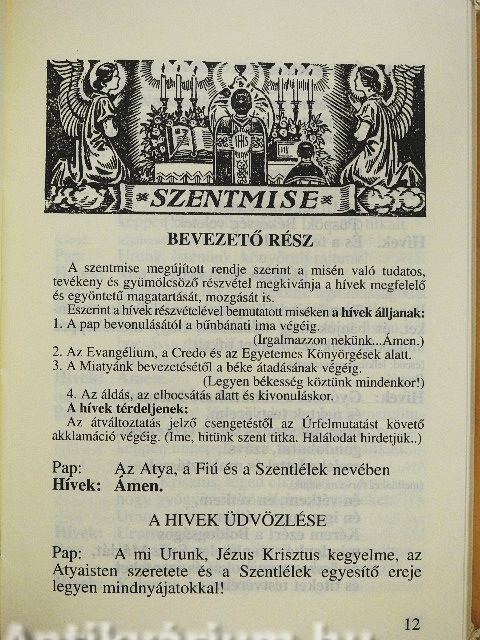 IHS
* SZENTMISE *
BEVEZETŐ RÉSZ
A szentmise megújított rendje szerint a misén való tudatos,
tevékeny és gyümölcsöző részvétel megkivánja a hívek megfelelő
és egyöntetű magatartását, mozgását is.
Eszerint a hívek részvételével bemutatott miséken a hívek álljanak:
1. A pap bevonulásától a bűnbánati ima végéig.
(Irgalmazzon nekünk...Ámen.)
2. Az Evangélium, a Credo és az Egyetemes Könyörgések alatt.
3. A Miatyánk bevezetésétől a béke átadásának végéig.
(Legyen békesség köztünk mindenkor!)
4. Az áldás, az elbocsátás alatt és kivonuláskor.
A hívek térdeljenek:
Az átváltoztatás jelző csengetéstől az Úrfelmutatást követő
akklamáció végéig. (Ime, hitünk szent titka. Halálodat hirdetjük..)
Pap: Az Atya, a Fiú és a Szentlélek nevében
Hívek: Ámen.
A HIVEK ÜDVÖZLÉSE
Pap: A mi Urunk, Jézus Krisztus kegyelme, az
Atyaisten szeretete és a Szentlélek egyesítő ereje
legyen mindnyájatokkal!
12
Antikvárium.hu